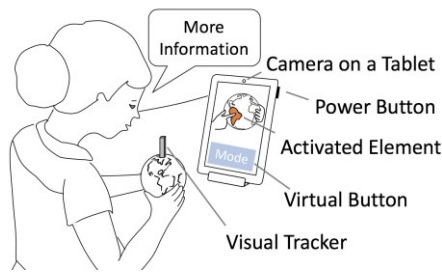 More
Information
Camera on a Tablet
Power Button
Activated Element
Mode
Virtual Button
Visual Tracker